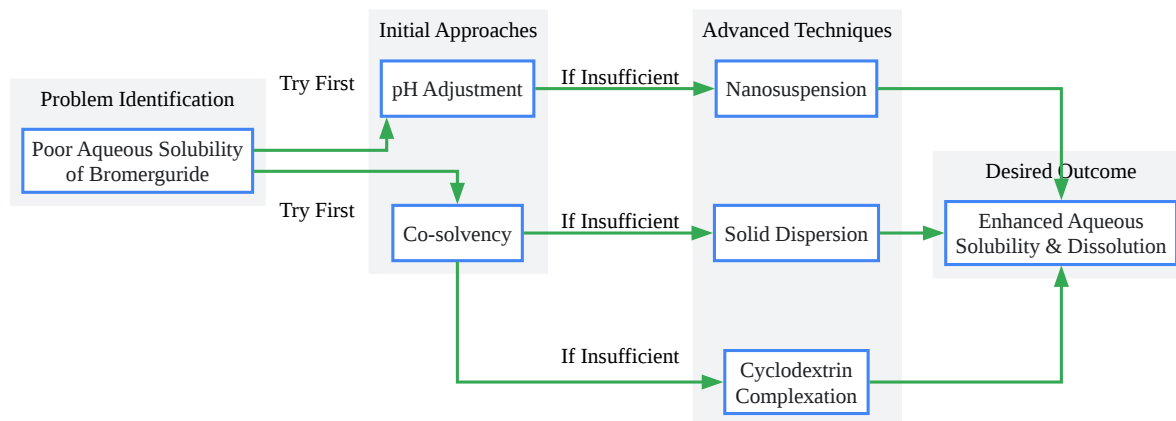 Problem Identification
Poor Aqueous Solubility
of Bromerguride
Try First
Try First
Initial Approaches
pH Adjustment
Co-solvency
If Insufficient
If Insufficient
If Insufficient
Advanced Techniques
Nanosuspension
Solid Dispersion
Cyclodextrin
Complexation
Desired Outcome
Enhanced Aqueous
Solubility & Dissolution